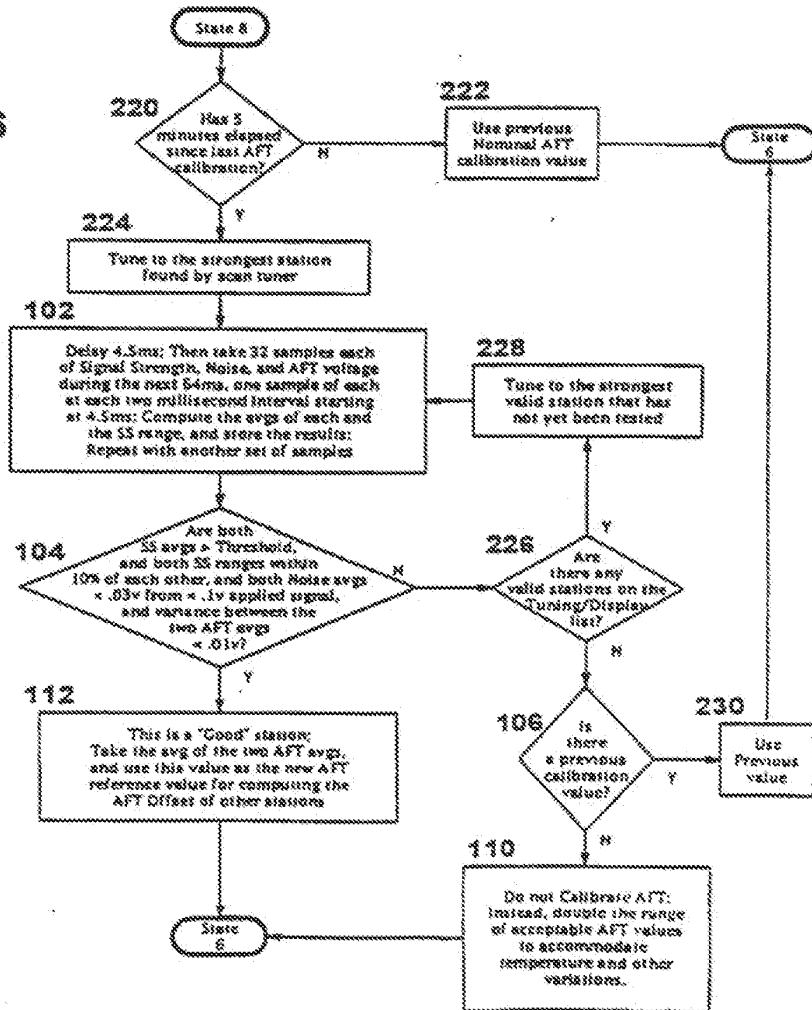 6
State 8
220
Has 5
minutes elapsed
since last AFT
calibration?
N
Y
222
Use previous
Nominal AFT
calibration value
State
6
224
Tune to the strongest station
found by scan tuner
102
Delay 4.5ms; Then take 32 samples each
of Signal Strength, Noise, and AFT voltage
during the next 64ms, one sample of each
at each two millisecond interval starting
at 4.5ms; Compute the avgs of each and
the SS range, and store the results;
Repeat with another set of samples
228
Tune to the strongest
valid station that has
not yet been tested
104
Are both
SS avgs > Threshold,
and both SS ranges within
10% of each other, and both Noise avgs
< .03v from < .1v applied signal,
and variance between the
two AFT avgs
< .01v?
N
Y
226
Are
there any
valid stations on the
Tuning/Display
list?
Y
N
112
This is a "Good" station;
Take the avg of the two AFT avgs,
and use this value as the new AFT
reference value for computing the
AFT Offset of other stations
106
Is
there
a previous
calibration
value?
Y
N
230
Use
Previous
value
110
Do not Calibrate AFT;
Instead, double the range
of acceptable AFT values
to accommodate
temperature and other
variations.
State
6